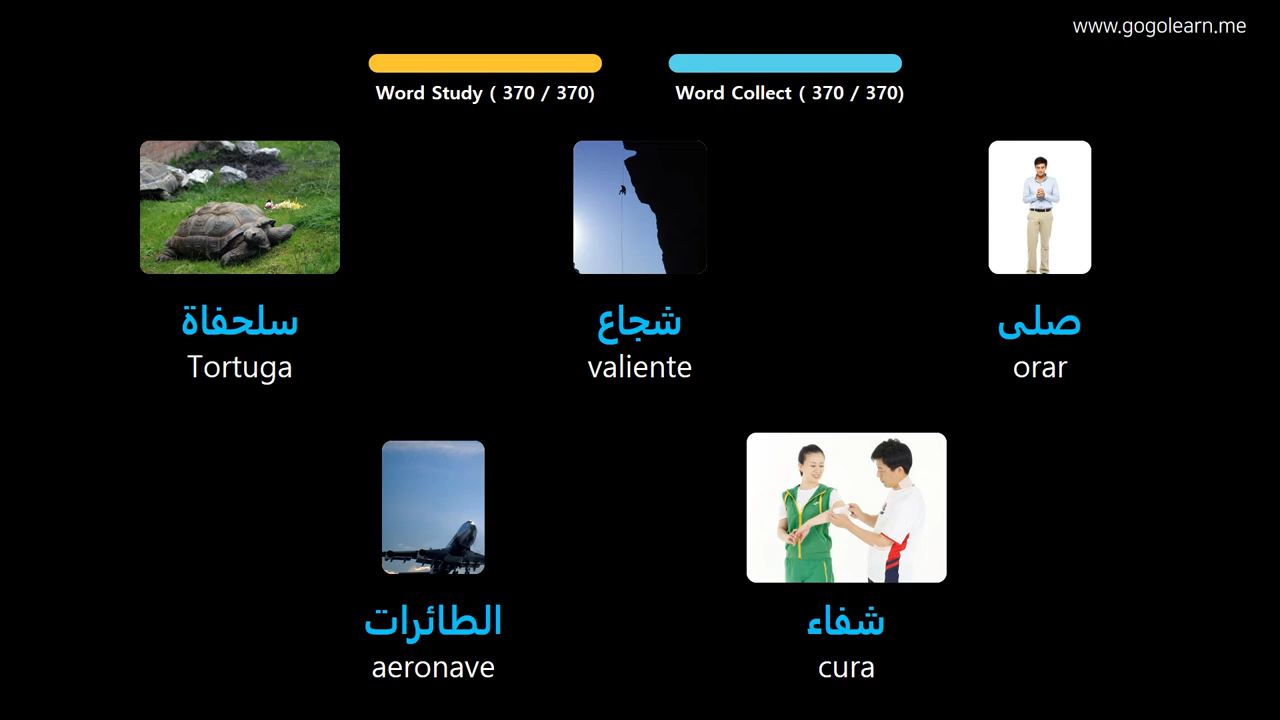 www.gogolearn.me
Word Study ( 370 / 370)
Word Collect ( 370 / 370)
سلحفاة
Tortuga
شجاع
valiente
صلى
orar
الطائرات
aeronave
شفاء
cura